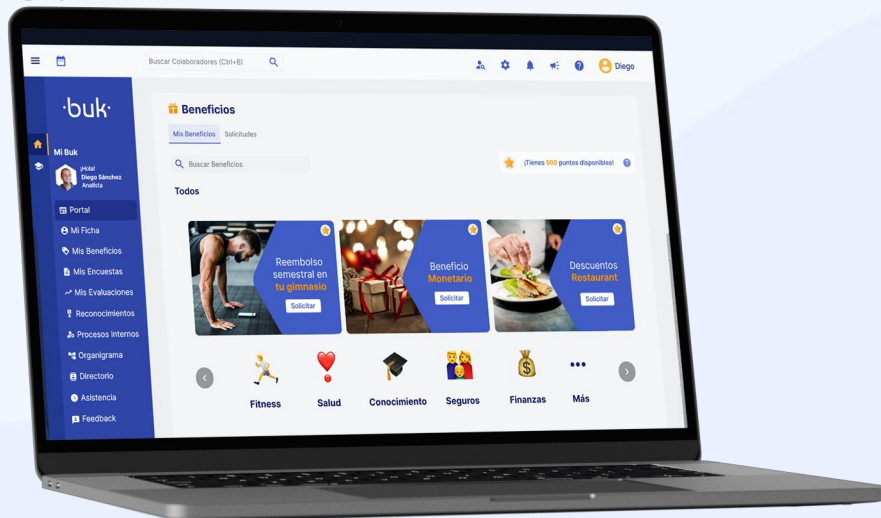 Buscar Colaboradores (Ctrl+B)
Diego
·buk·
Mi Buk
¡Hola!
Diego Sánchez
Analista
Portal
Mi Ficha
Mis Beneficios
Mis Encuestas
Mis Evaluaciones
Reconocimientos
Procesos Internos
Organigrama
Directorio
Asistencia
Feedback
Beneficios
Mis Beneficios Solicitudes
Buscar Beneficios
¡Tienes 500 puntos disponibles!
Todos
Reembolso
semestral en
tu gimnasio
Solicitar
Beneficio
Monetario
Solicitar
Descuentos
Restaurant
Solicitar
Fitness
Salud
Conocimiento
Seguros
Finanzas
Más